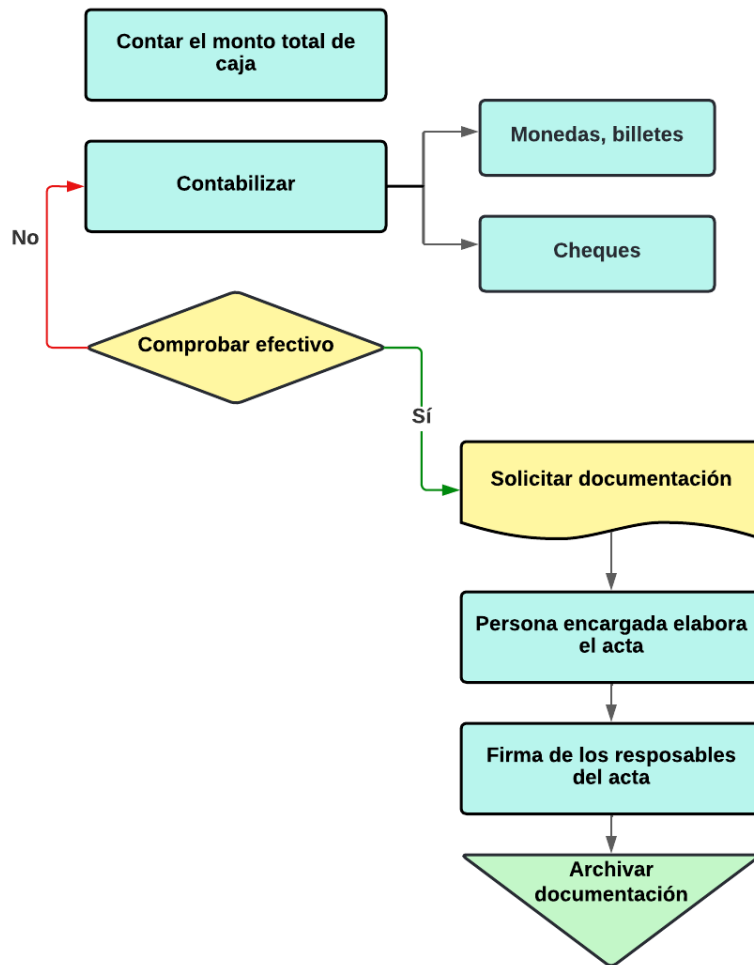 Contar el monto total de
caja
Contabilizar
Monedas, billetes
Cheques
No
Comprobar efectivo
Sí
Solicitar documentación
Persona encargada elabora
el acta
Firma de los resposables
del acta
Archivar
documentación